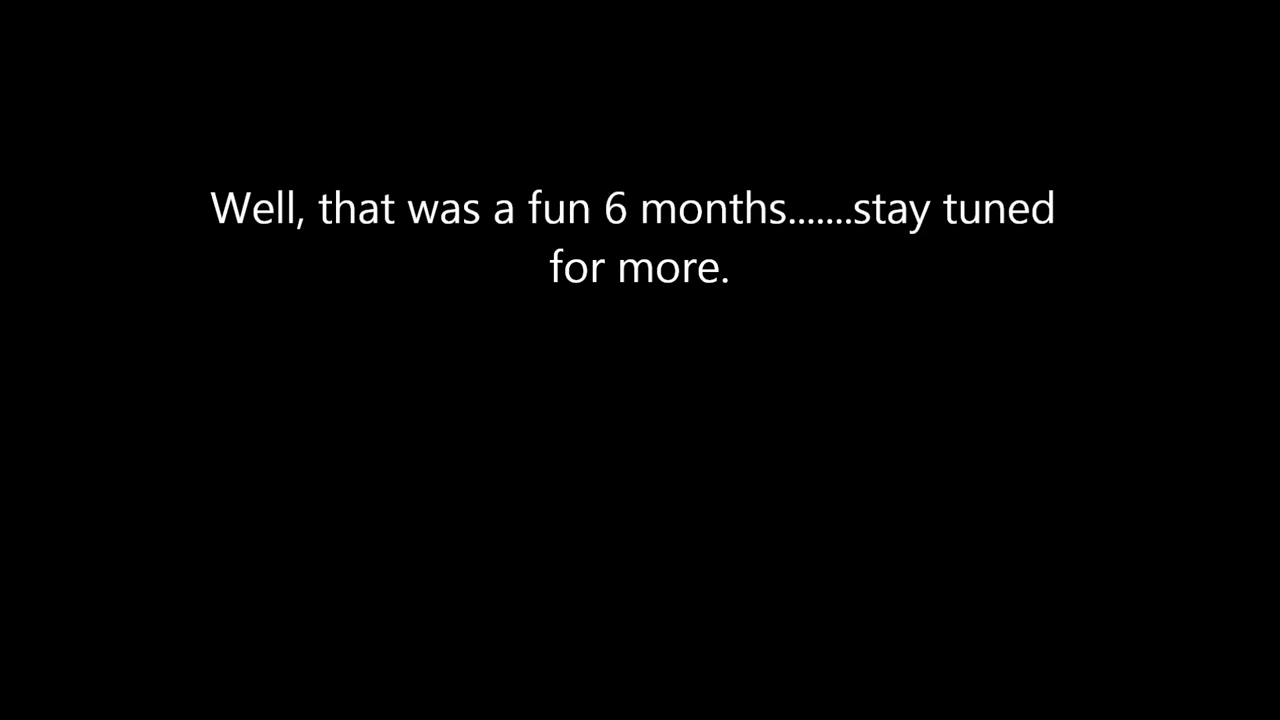 Well, that was a fun 6 months.......stay tuned
for more.